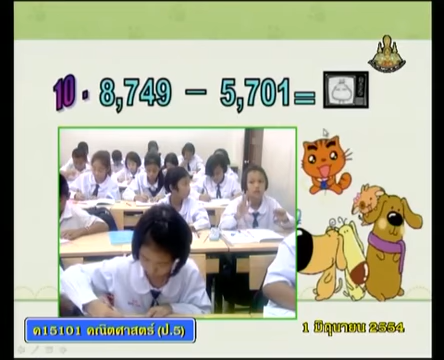 10. 8,749 – 5,701 =
ค15101 คณิตศาสตร์ (ป.5)
1 มิถุนายน 2554